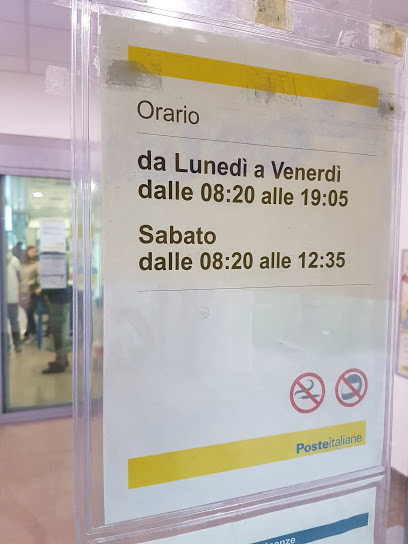 Orario
da Lunedì a Venerdì
dalle 08:20 alle 19:05
Sabato
dalle 08:20 alle 12:35
Posteitaliane